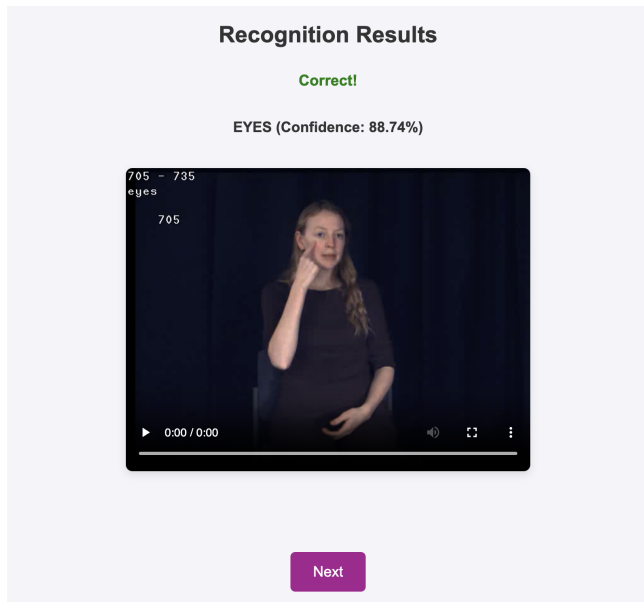 Recognition Results
Correct!
EYES (Confidence: 88.74%)
705 - 735
eyes
705
0:00 / 0:00
Next